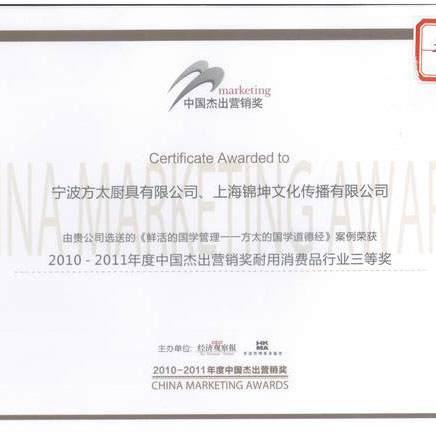 marketing
中国杰出营销奖
Certificate Awarded to
宁波方太厨具有限公司、上海锦坤文化传播有限公司
由贵公司选送的《鲜活的国学管理——方太的国学道德经》案例荣获
2010 - 2011年度中国杰出营销奖耐用消费品行业三等奖
主办单位: 经济观察报 HKMA
2010-2011年度中国杰出营销奖
CHINA MARKETING AWARDS